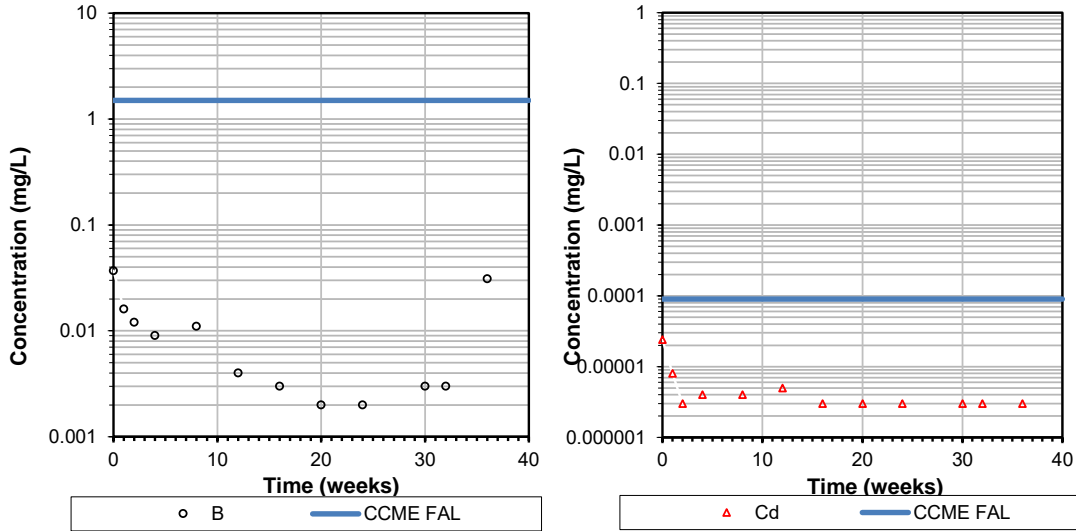 Concentration (mg/L)
10
1
0.1
0.01
0.001
0 10 20 30 40
Time (weeks)
B CCME FAL
Concentration (mg/L)
1
0.1
0.01
0.001
0.0001
0.00001
0.000001
0 10 20 30 40
Time (weeks)
Cd CCME FAL